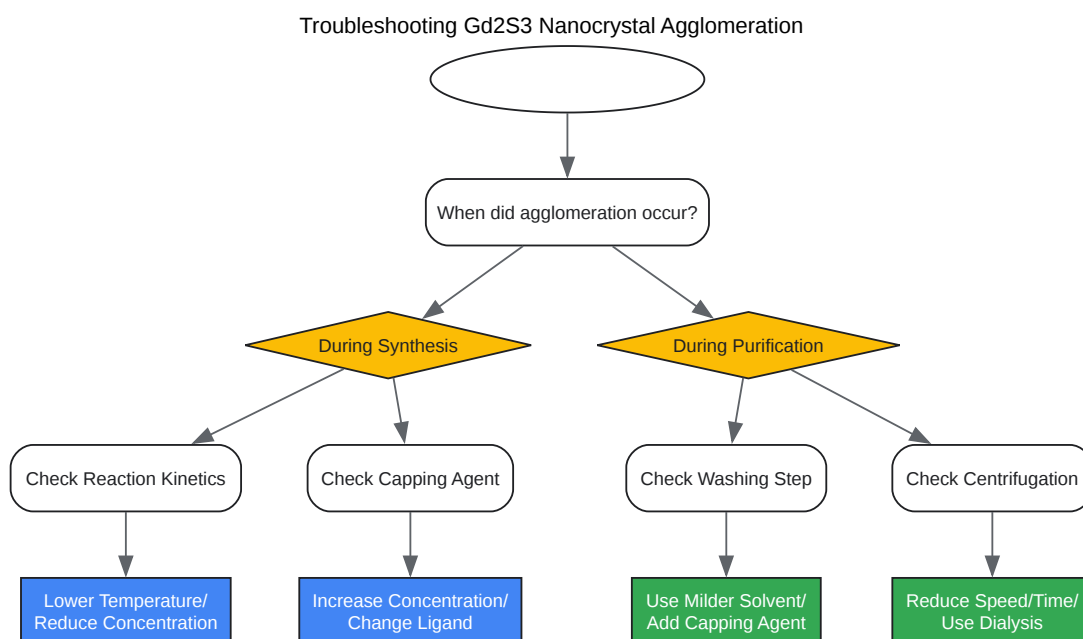 Troubleshooting Gd2S3 Nanocrystal Agglomeration
When did agglomeration occur?
During Synthesis
During Purification
Check Reaction Kinetics
Check Capping Agent
Check Washing Step
Check Centrifugation
Lower Temperature/
Reduce Concentration
Increase Concentration/
Change Ligand
Use Milder Solvent/
Add Capping Agent
Reduce Speed/Time/
Use Dialysis